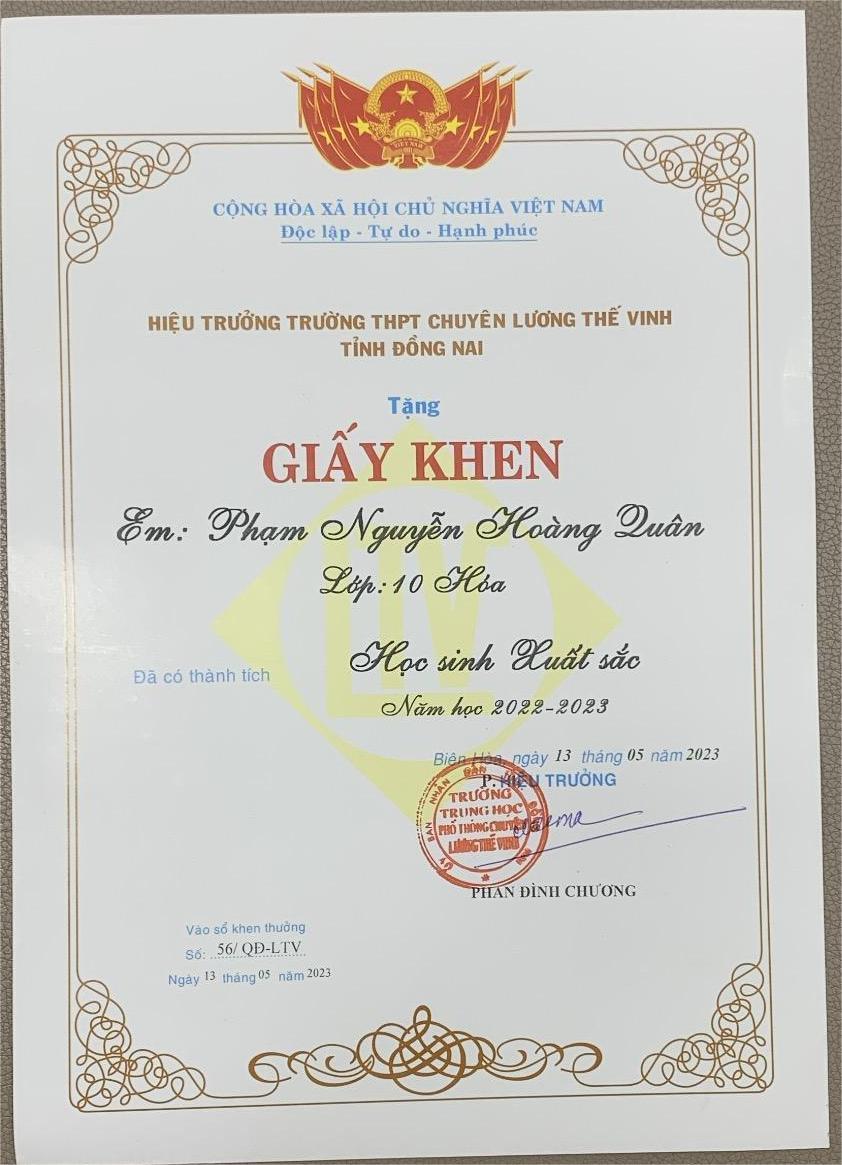 VIỆT NAM
CỘNG HÒA XÃ HỘI CHỦ NGHĨA VIỆT NAM
Độc lập - Tự do - Hạnh phúc
HIỆU TRƯỞNG TRƯỜNG THPT CHUYÊN LƯƠNG THẾ VINH
TỈNH ĐỒNG NAI
Tặng
GIẤY KHEN
Em: Phạm Nguyễn Hoàng Quân
Lớp: 10 Hóa
LTV
Đã có thành tích Học sinh Xuất sắc
Năm học 2022-2023
Biên Hòa, ngày 13 tháng 05 năm 2023
P. HIỆU TRƯỞNG
TRƯỜNG
TRUNG HỌC
PHỔ THÔNG CHUYÊN
LƯƠNG THẾ VINH
PHAN ĐÌNH CHƯƠNG
Vào sổ khen thưởng
Số: 56/ QĐ-LTV
Ngày 13 tháng 05 năm 2023